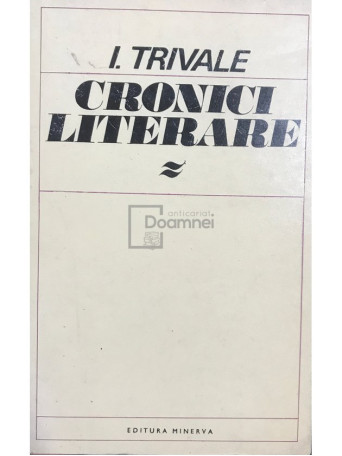 I. TRIVALE
CRONICI
LITERARE
anticariat
Doamnei
EDITURA MINERVA